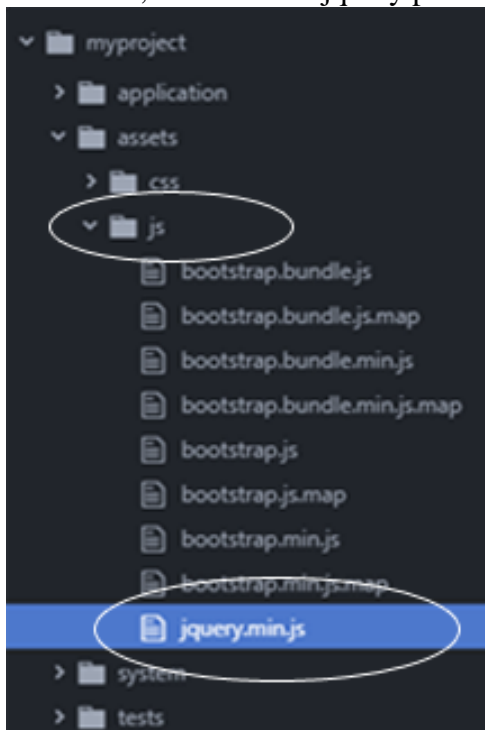 myproject
application
assets
css
js
bootstrap.bundle.js
bootstrap.bundle.js.map
bootstrap.bundle.min.js
bootstrap.bundle.min.js.map
bootstrap.js
bootstrap.js.map
bootstrap.min.js
bootstrap.min.js.map
jquery.min.js
system
tests